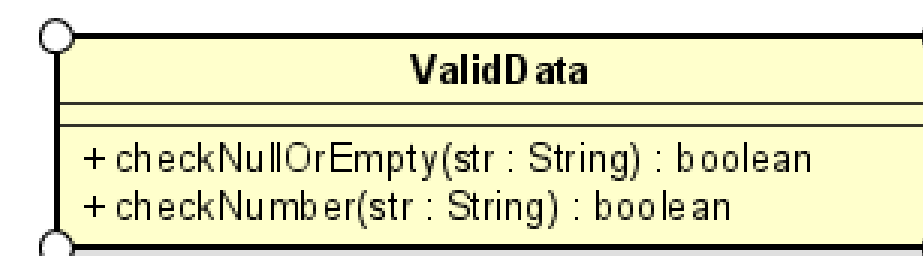 ValidData
+ checkNullOrEmpty(str : String) : boolean
+ checkNumber(str : String) : boolean